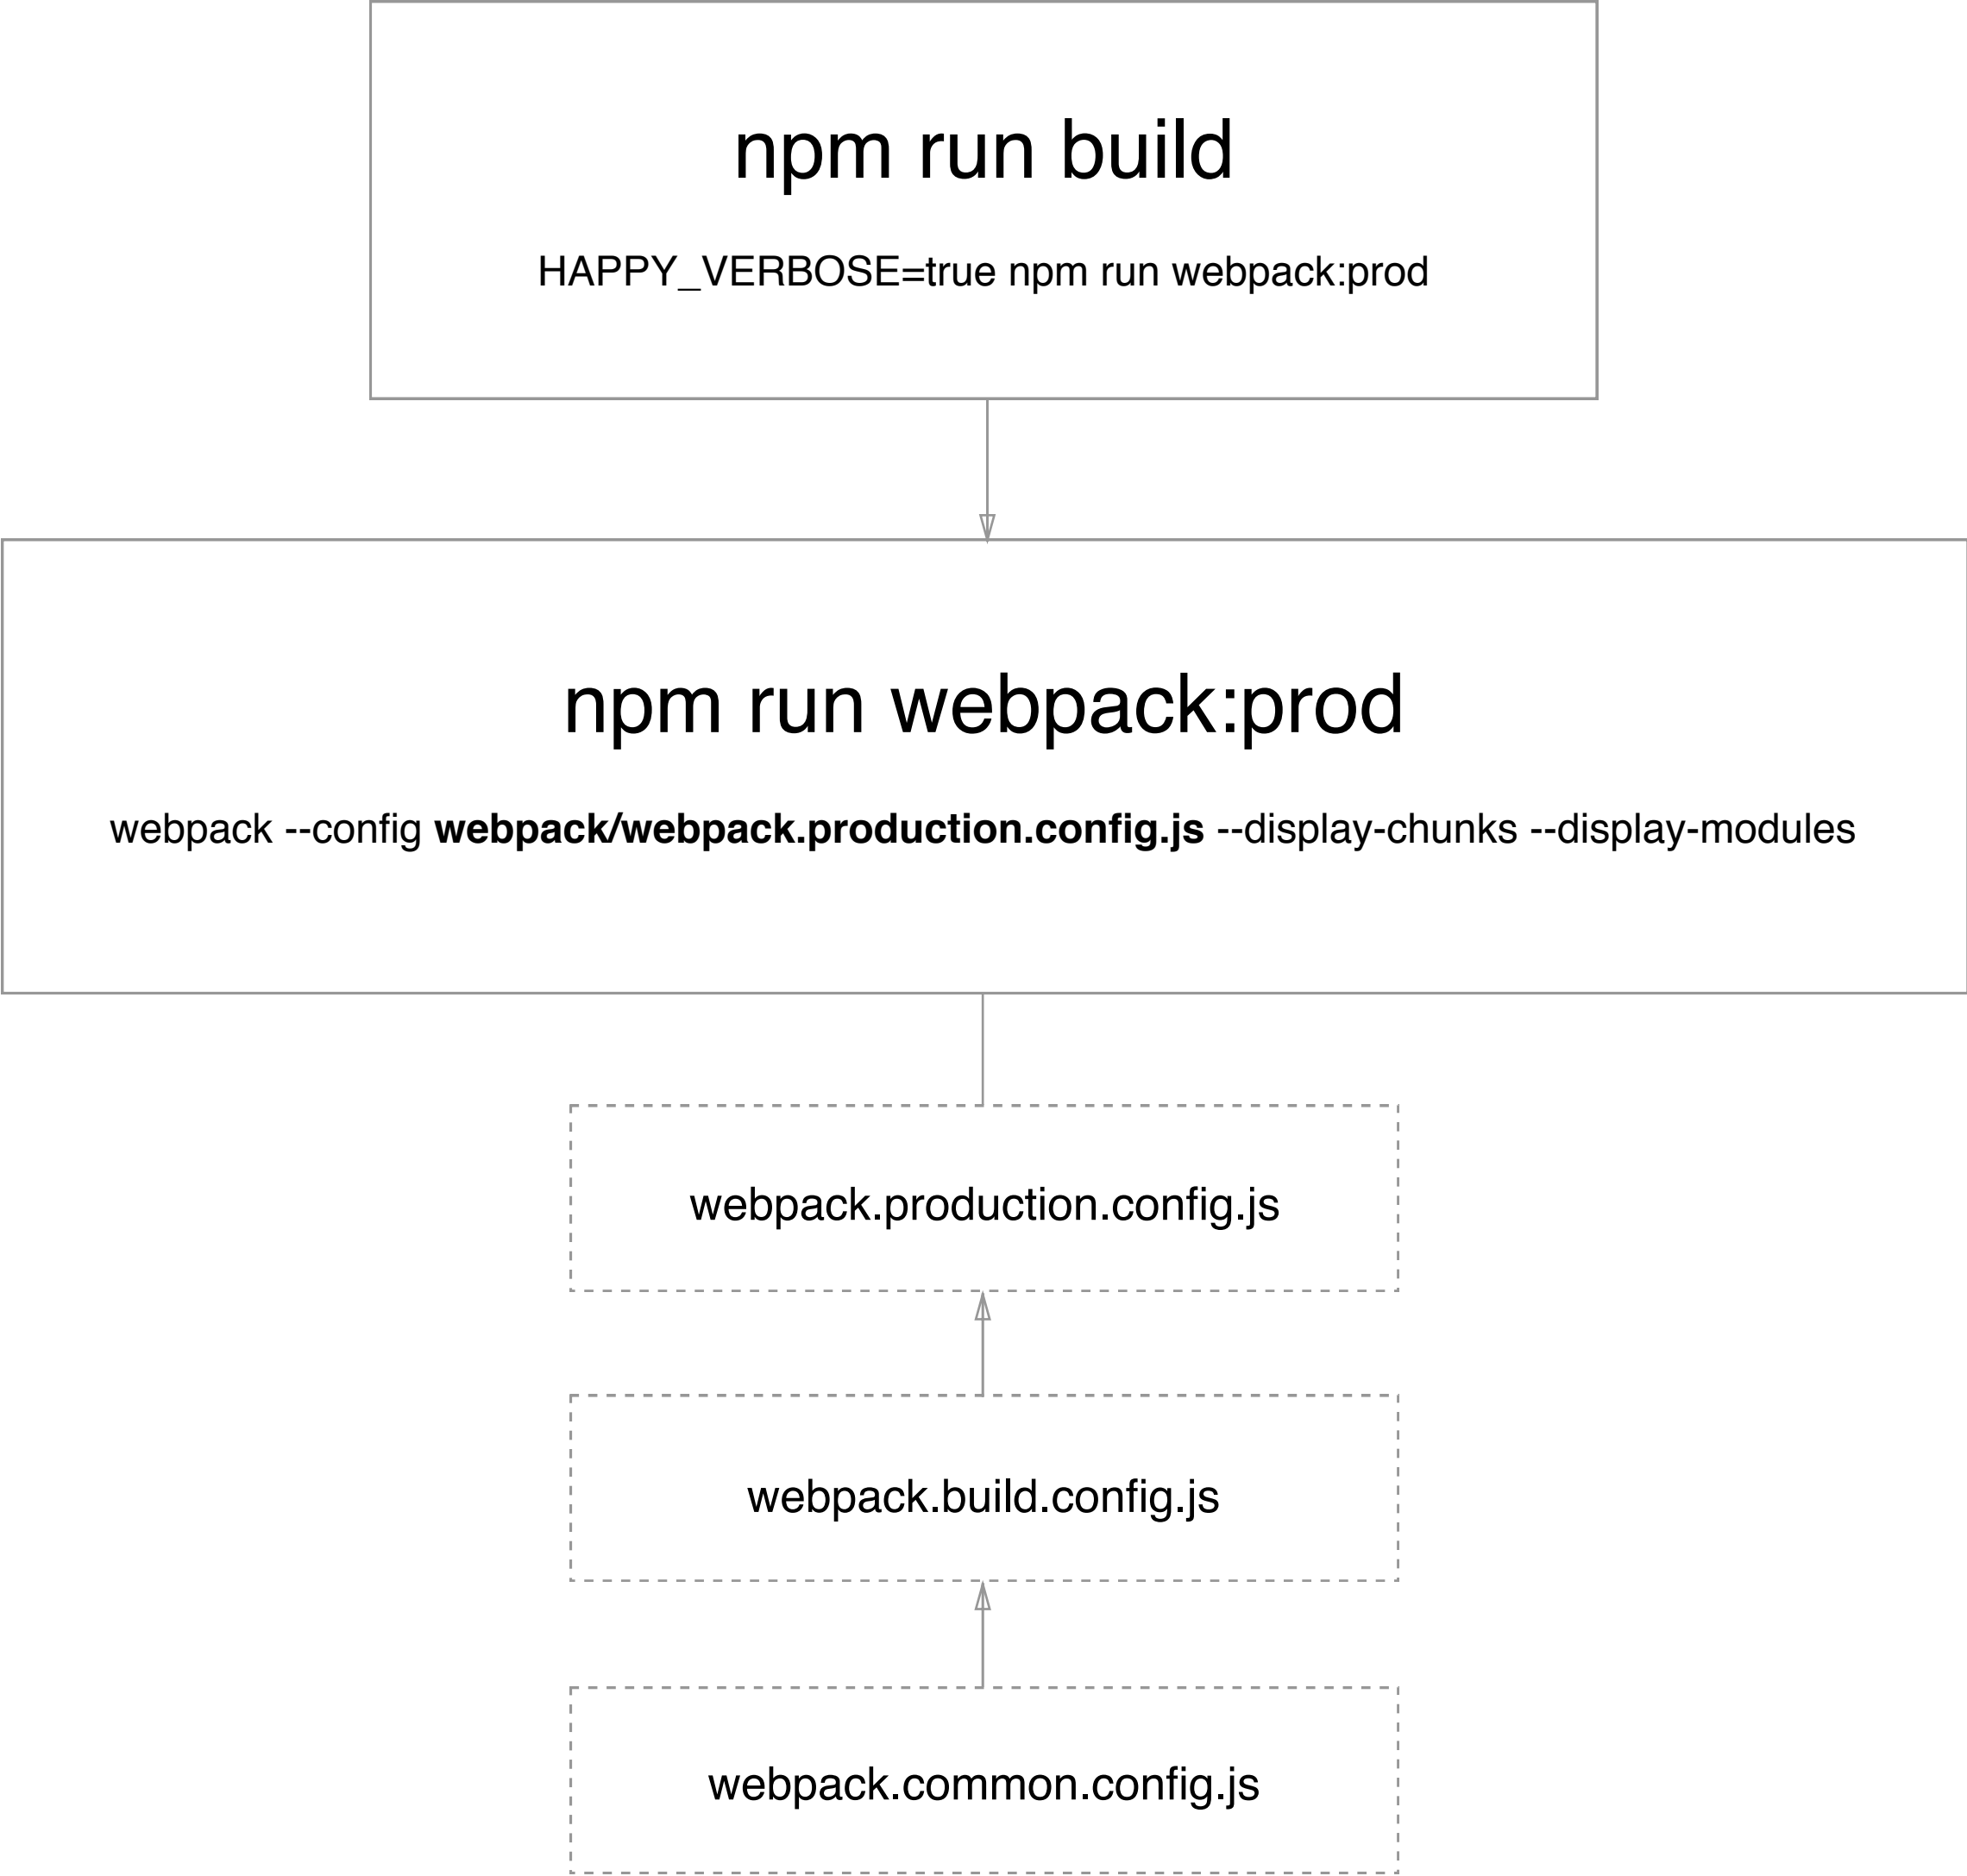 npm run build
HAPPY_VERBOSE=true npm run webpack:prod
npm run webpack:prod
webpack --config webpack/webpack.production.config.js --display-chunks --display-modules
webpack.production.config.js
webpack.build.config.js
webpack.common.config.js